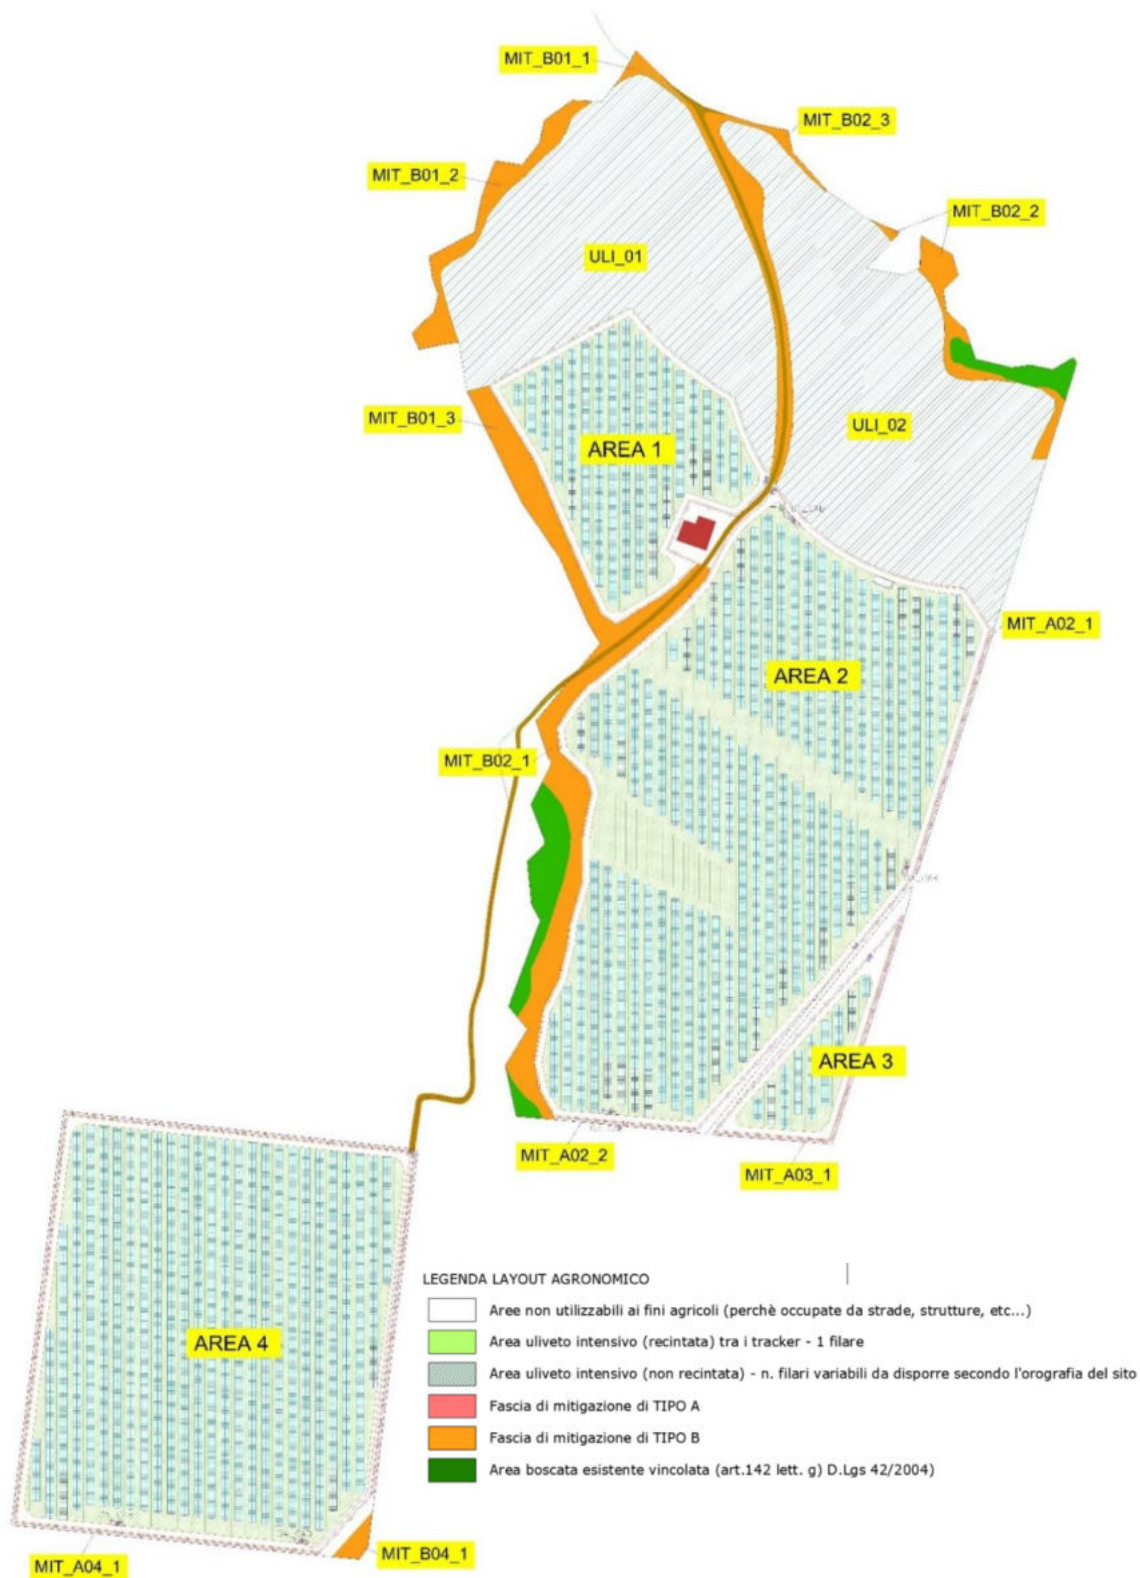 MIT_B01_1
MIT_B02_3
MIT_B01_2
MIT_B02_2
ULI_01
MIT_B01_3
ULI_02
AREA 1
MIT_A02_1
AREA 2
MIT_B02_1
AREA 3
MIT_A02_2
MIT_A03_1
LEGENDA LAYOUT AGRONOMICO
Aree non utilizzabili ai fini agricoli (perchè occupate da strade, strutture, etc...)
Area uliveto intensivo (recintata) tra i tracker - 1 filare
AREA 4
Area uliveto intensivo (non recintata) - n. filari variabili da disporre secondo l'orografia del sito
Fascia di mitigazione di TIPO A
Fascia di mitigazione di TIPO B
Area boscata esistente vincolata (art.142 lett. g) D.Lgs 42/2004)
MIT_B04_1
MIT_A04_1